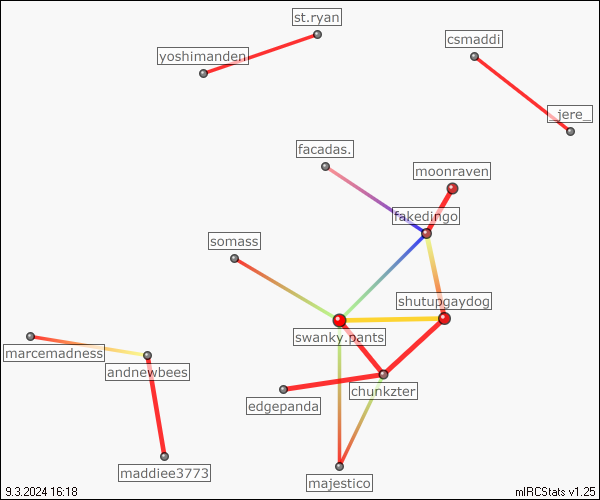 st.ryan
csmaddi
yoshimanden
_jere_
facadas.
moonraven
fakedingo
somass
shutupgaydog
swanky.pants
marcemadness
andnewbees
chunkzter
edgepanda
maddiee3773
majestico
9.3.2024 16:18
mIRCStats v1.25